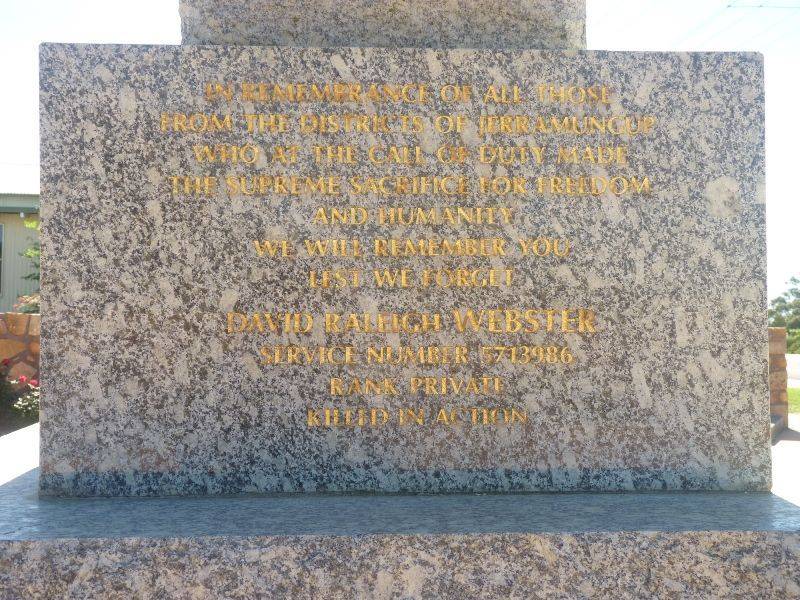 IN REMEMBRANCE OF ALL THOSE
FROM THE DISTRICTS OF JERRAMUNGUP
WHO AT THE CALL OF DUTY MADE
THE SUPREME SACRIFICE FOR FREEDOM
AND HUMANITY
WE WILL REMEMBER YOU
LEST WE FORGET
DAVID RALEIGH WEBSTER
SERVICE NUMBER 5713986
RANK PRIVATE
KILLED IN ACTION